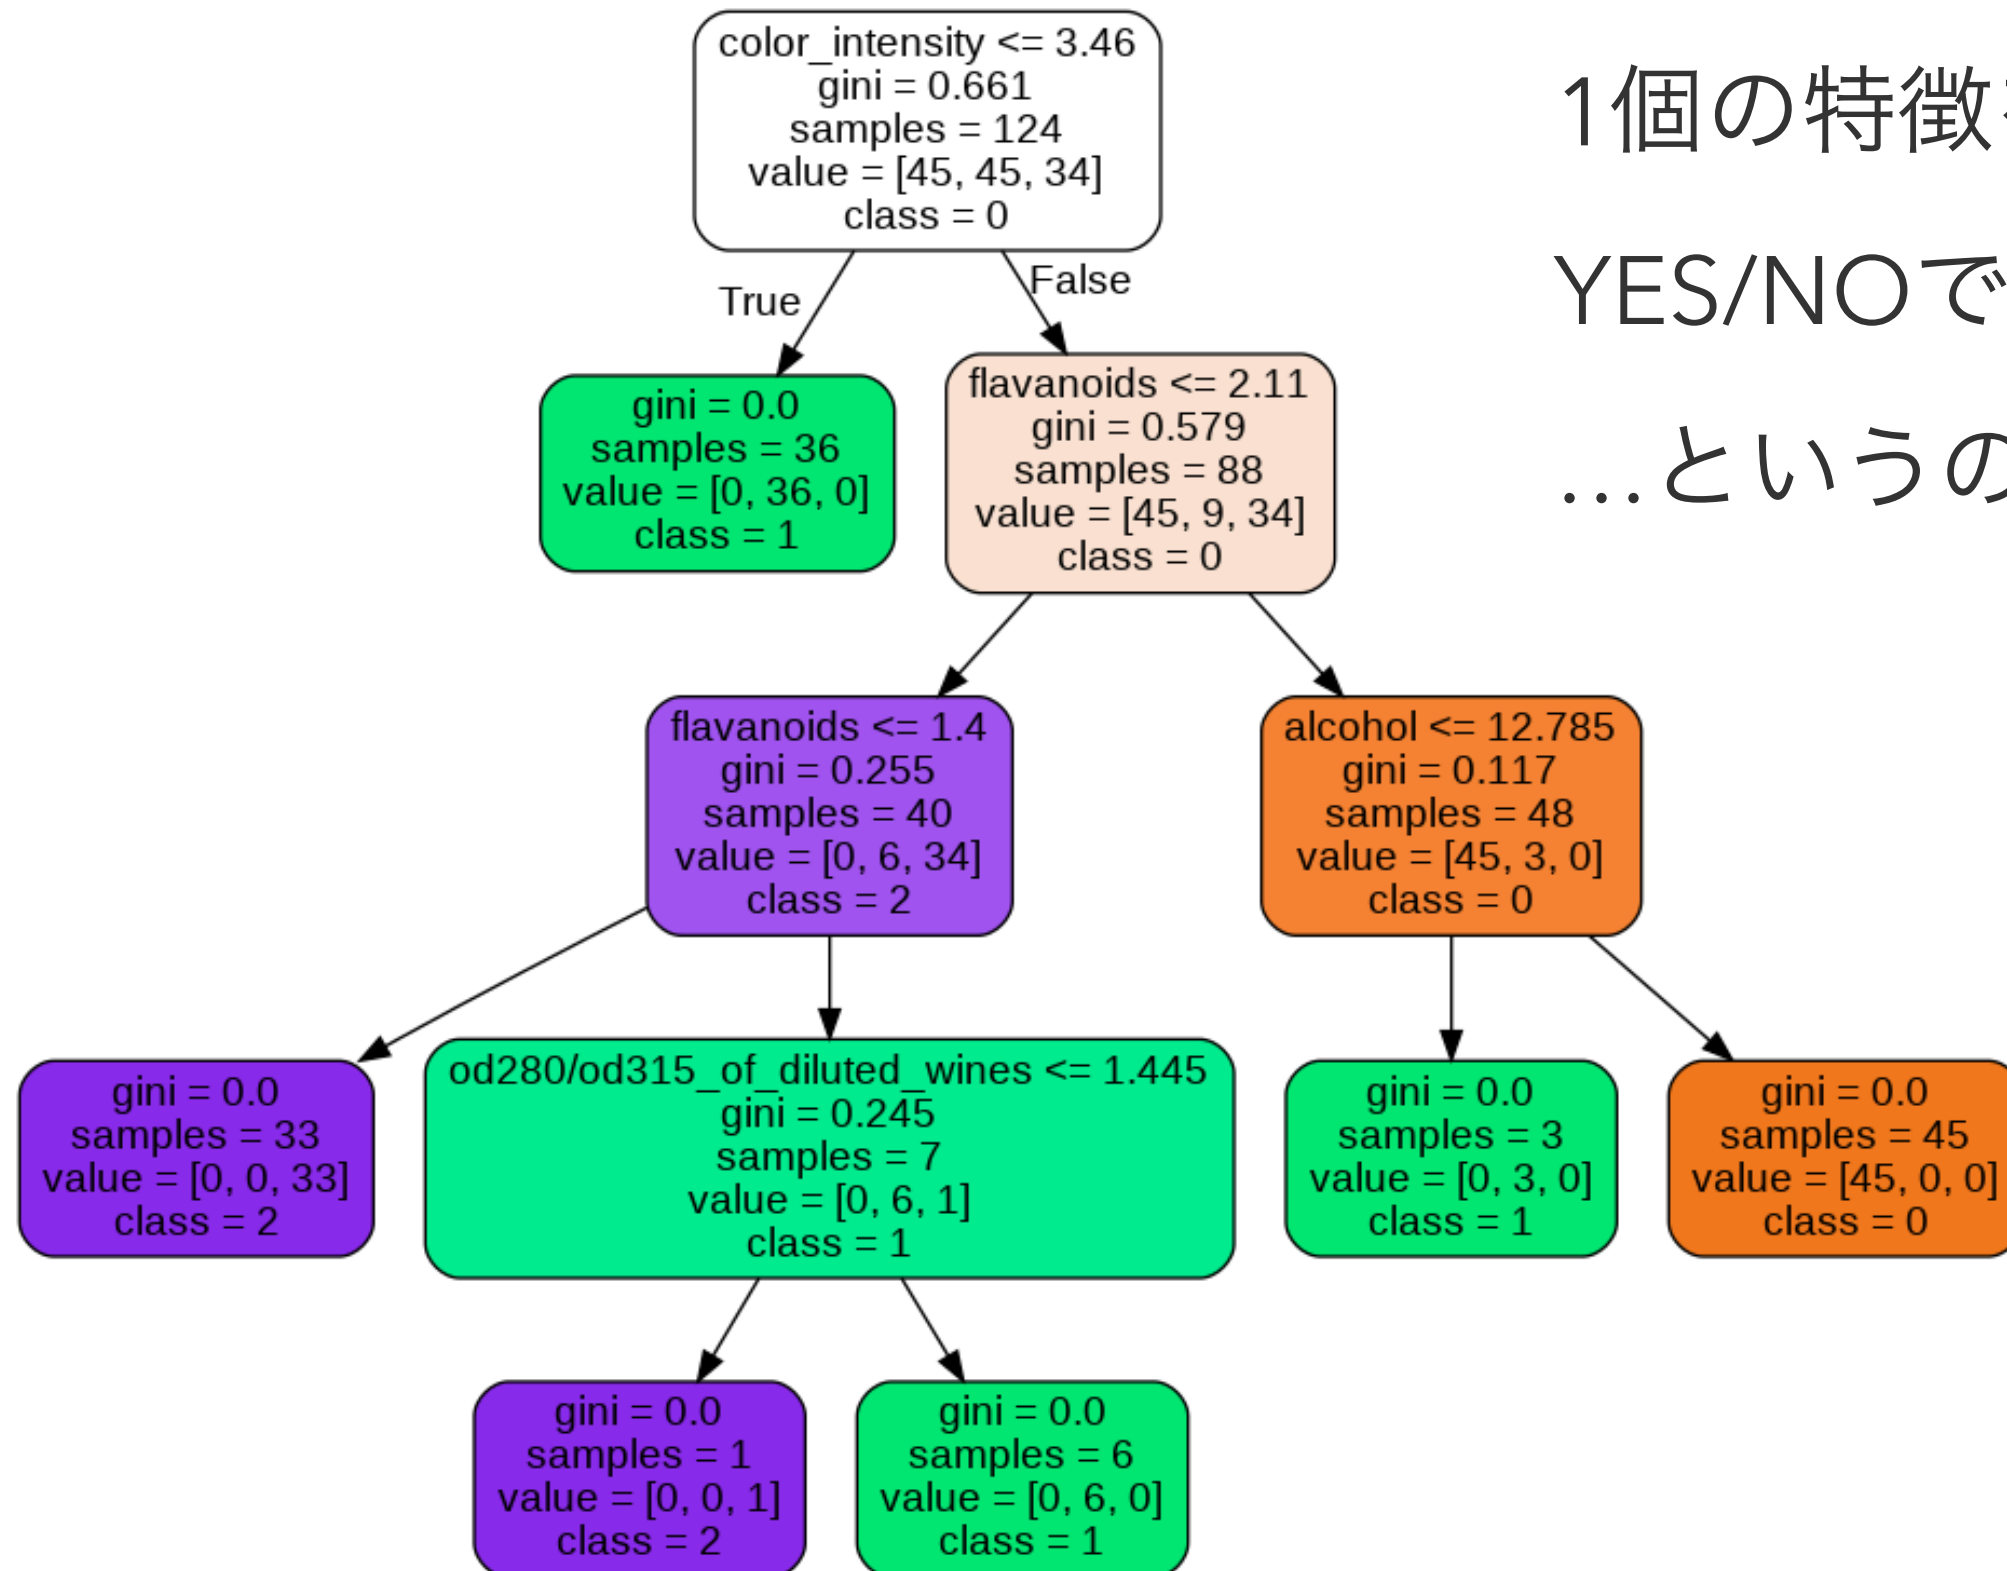 color_intensity <= 3.46
gini = 0.661
samples = 124
value = [45, 45, 34]
class = 0
True
False
gini = 0.0
samples = 36
value = [0, 36, 0]
class = 1
flavanoids <= 2.11
gini = 0.579
samples = 88
value = [45, 9, 34]
class = 0
flavanoids <= 1.4
gini = 0.255
samples = 40
value = [0, 6, 34]
class = 2
alcohol <= 12.785
gini = 0.117
samples = 48
value = [45, 3, 0]
class = 0
gini = 0.0
samples = 33
value = [0, 0, 33]
class = 2
od280/od315_of_diluted_wines <= 1.445
gini = 0.245
samples = 7
value = [0, 6, 1]
class = 1
gini = 0.0
samples = 3
value = [0, 3, 0]
class = 1
gini = 0.0
samples = 45
value = [45, 0, 0]
class = 0
gini = 0.0
samples = 1
value = [0, 0, 1]
class = 2
gini = 0.0
samples = 6
value = [0, 6, 0]
class = 1
1個の特徴
YES/NOで
…というの